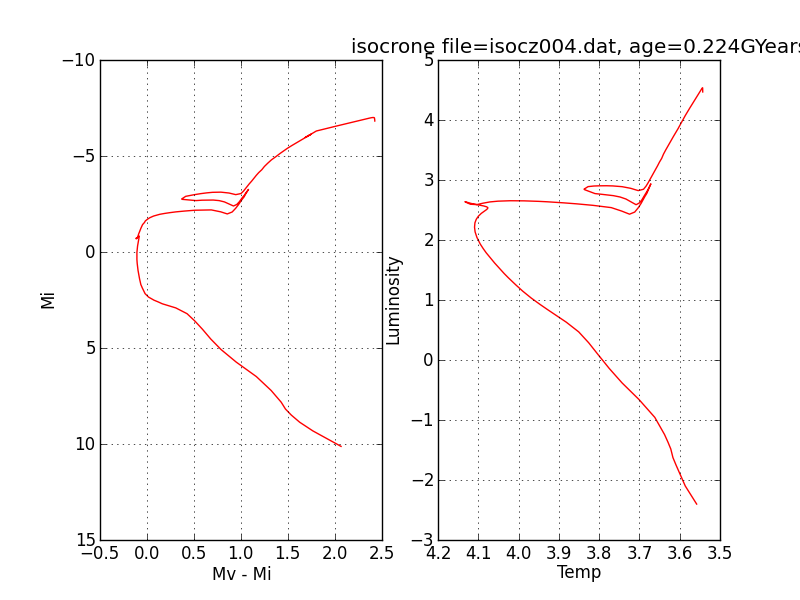 isocrone file=isocz004.dat, age=0.224GYears
−10
−5
0
5
10
15
Mi
−0.5 0.0 0.5 1.0 1.5 2.0 2.5
Mv - Mi
5
4
3
2
1
0
−1
−2
−3
Luminosity
4.2 4.1 4.0 3.9 3.8 3.7 3.6 3.5
Temp